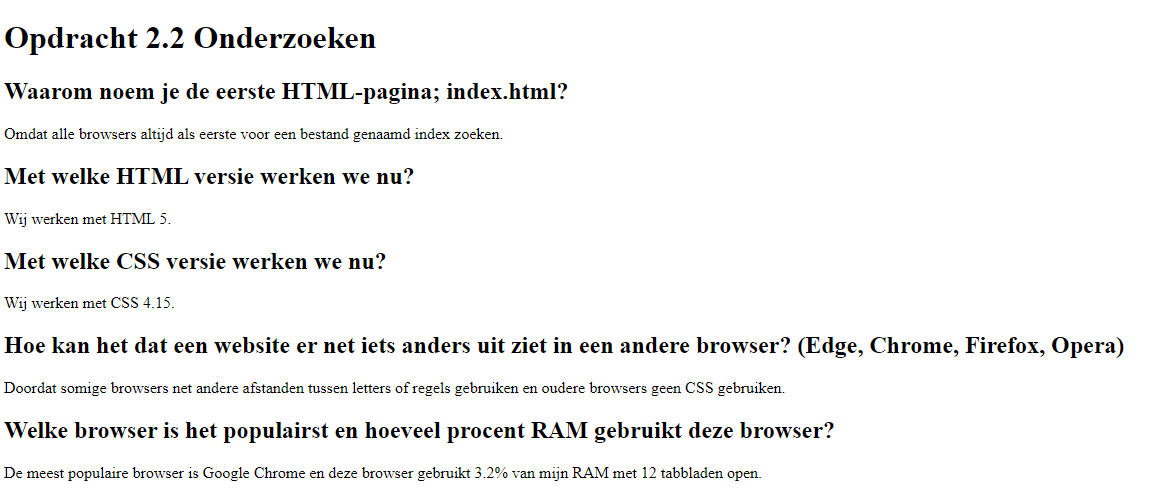 Opdracht 2.2 Onderzoeken
Waarom noem je de eerste HTML-pagina; index.html?
Omdat alle browsers altijd als eerste voor een bestand genaamd index zoeken.
Met welke HTML versie werken we nu?
Wij werken met HTML 5.
Met welke CSS versie werken we nu?
Wij werken met CSS 4.15.
Hoe kan het dat een website er net iets anders uit ziet in een andere browser? (Edge, Chrome, Firefox, Opera)
Doordat somige browsers net andere afstanden tussen letters of regels gebruiken en oudere browsers geen CSS gebruiken.
Welke browser is het populairst en hoeveel procent RAM gebruikt deze browser?
De meest populaire browser is Google Chrome en deze browser gebruikt 3.2% van mijn RAM met 12 tabbladen open.